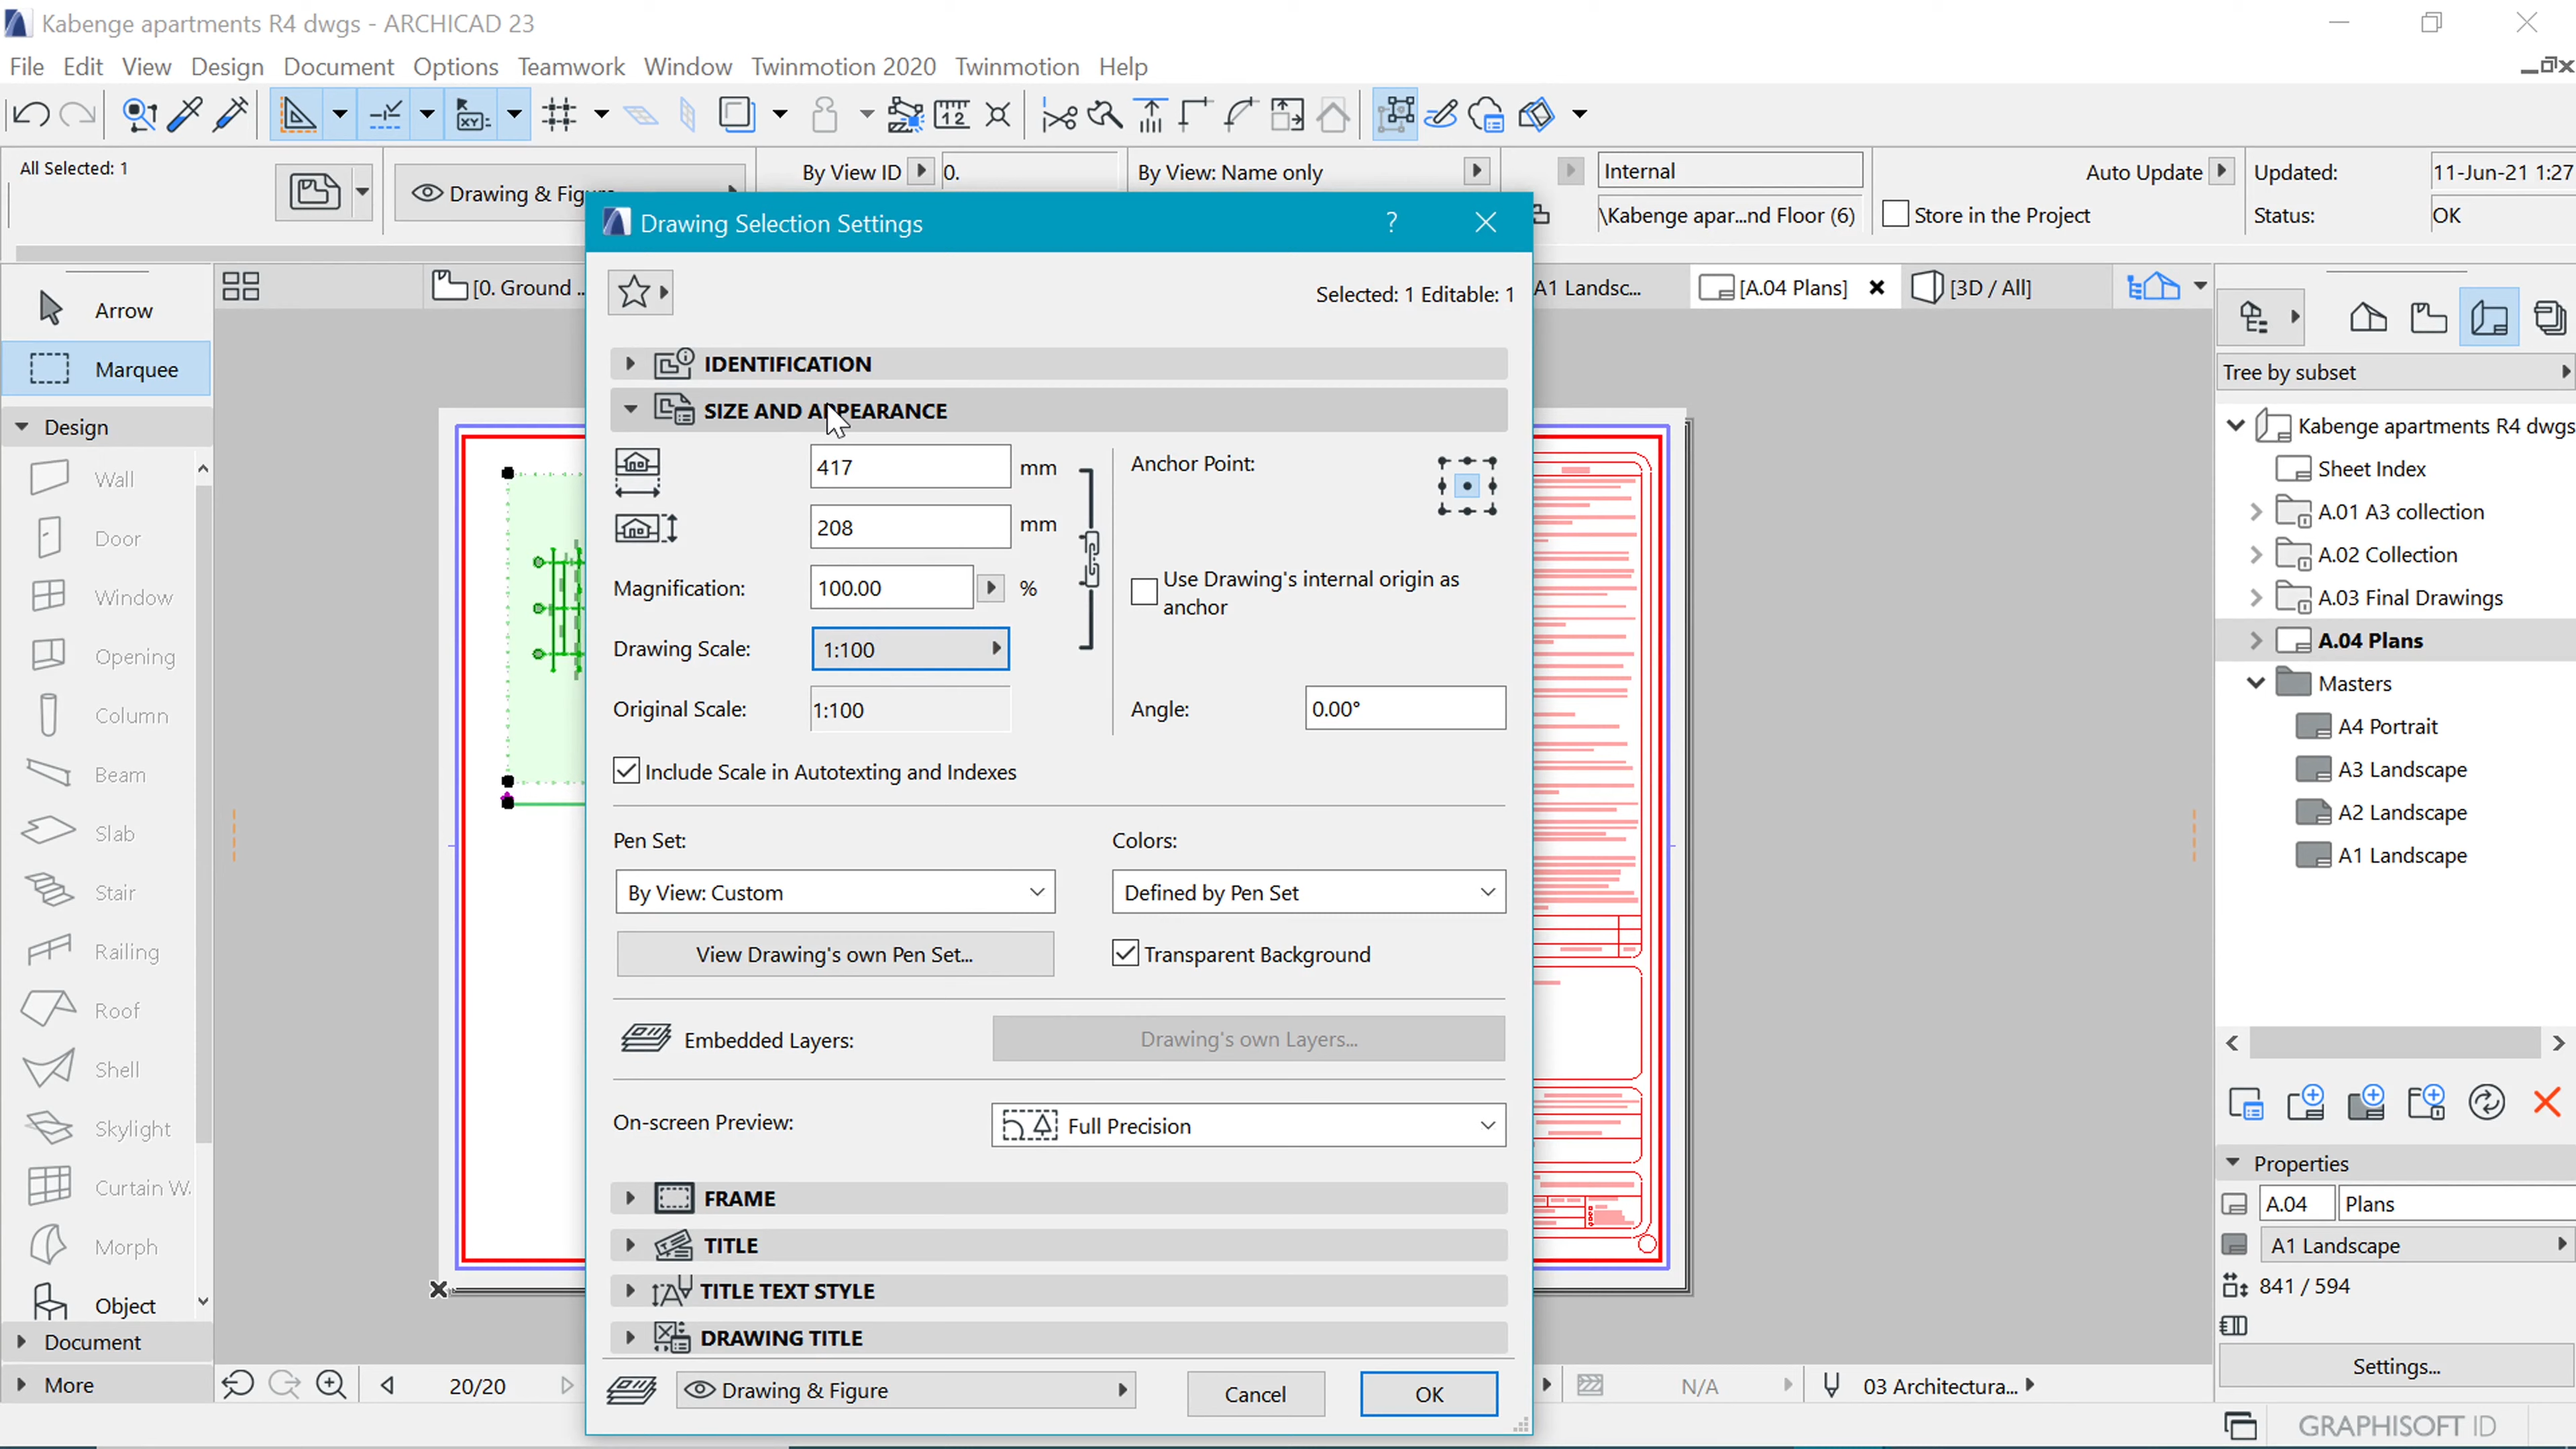 Kabenge apartments R4 dwgs - ARCHICAD 23
File Edit View Design Document Options Teamwork Window Twinmotion 2020 Twinmotion Help
All Selected: 1
Drawing &
By View ID
0.
By View: Name only
Internal
\Kabenge apar...nd Floor (6)
Auto Update
Store in the Project
Updated:
11-Jun-21 1:27
Status:
OK
Drawing Selection Settings
?
Selected: 1 Editable: 1
[0. Ground ..
A1 Landsc...
[A.04 Plans]
[3D / All]
Arrow
Marquee
Design
Wall
Door
Window
Opening
Column
Beam
Slab
Stair
Railing
Roof
Shell
Skylight
Curtain W.
Morph
Object
Document
More
IDENTIFICATION
SIZE AND APPEARANCE
417 mm
208 mm
Magnification: 100.00 %
Drawing Scale: 1:100
Original Scale: 1:100
Anchor Point:
Use Drawing's internal origin as
anchor
Angle: 0.00°
Include Scale in Autotexting and Indexes
Pen Set:
By View: Custom
View Drawing's own Pen Set...
Colors:
Defined by Pen Set
Transparent Background
Embedded Layers:
Drawing's own Layers...
On-screen Preview:
Full Precision
FRAME
TITLE
TITLE TEXT STYLE
DRAWING TITLE
Drawing & Figure
Cancel
OK
20/20
N/A
03 Architectura...
Tree by subset
Kabenge apartments R4 dwgs
Sheet Index
A.01 A3 collection
A.02 Collection
A.03 Final Drawings
A.04 Plans
Masters
A4 Portrait
A3 Landscape
A2 Landscape
A1 Landscape
Properties
A.04 Plans
A1 Landscape
841 / 594
Settings...
GRAPHISOFT ID